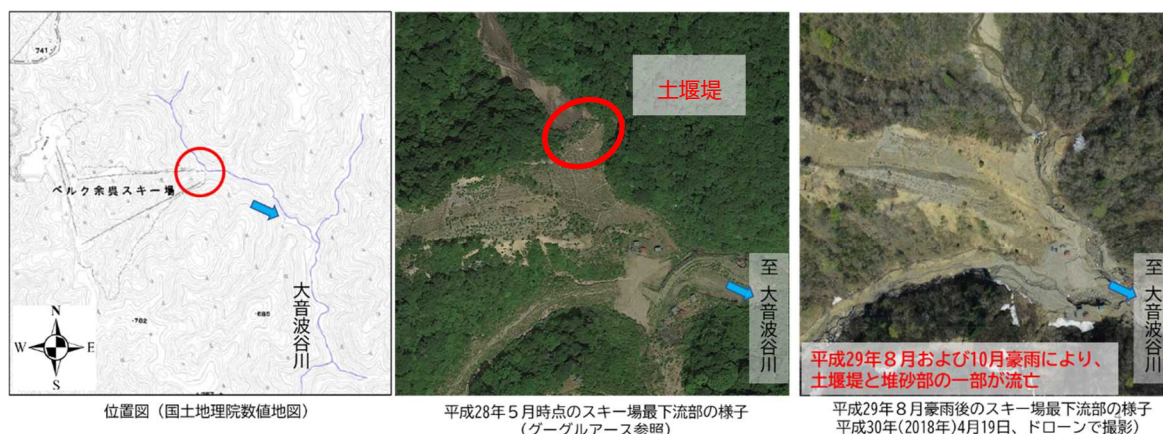 741
ベルク余呉スキー場
大音波谷川
・782
・685
N
W
E
S
位置図（国土地理院数値地図）
土堰堤
至 大音波谷川
平成28年５月時点のスキー場最下流部の様子
（グーグルアース参照）
至 大音波谷川
平成29年８月および10月豪雨により、
土堰堤と堆砂部の一部が流亡
平成29年８月豪雨後のスキー場最下流部の様子
平成30年(2018年)4月19日、ドローンで撮影）